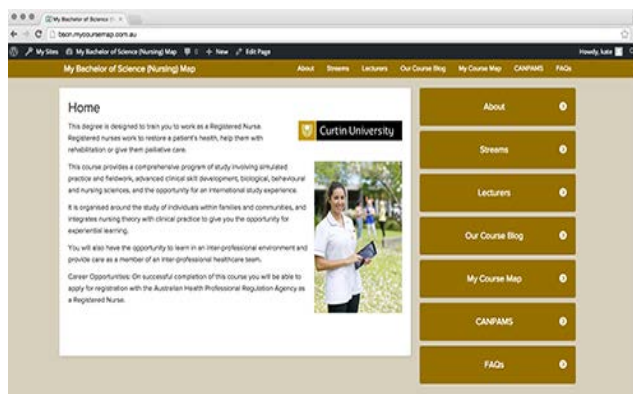 My Bachelor of Science (
bscn.mycoursemap.com.au
My Sites My Bachelor of Science (Nursing) Map New Edit Page Howdy, kate
My Bachelor of Science (Nursing) Map About Streams Lecturers Our Course Blog My Course Map CANPAMS FAQs
Home
This degree is designed to train you to work as a Registered Nurse.
Registered nurses work to restore a patient's health, help them with
rehabilitation or give them palliative care.
This course provides a comprehensive program of study involving simulated
practice and fieldwork, advanced clinical skill development, biological, behavioural
and nursing sciences, and the opportunity for an international study experience.
It is organised around the study of individuals within families and communities, and
integrates nursing theory with clinical practice to give you the opportunity for
experiential learning.
You will also have the opportunity to learn in an inter-professional environment and
provide care as a member of an inter-professional healthcare team.
Career Opportunities: On successful completion of this course you will be able to
apply for registration with the Australian Health Professional Regulation Agency as
a Registered Nurse.
Curtin University
About
Streams
Lecturers
Our Course Blog
My Course Map
CANPAMS
FAQs